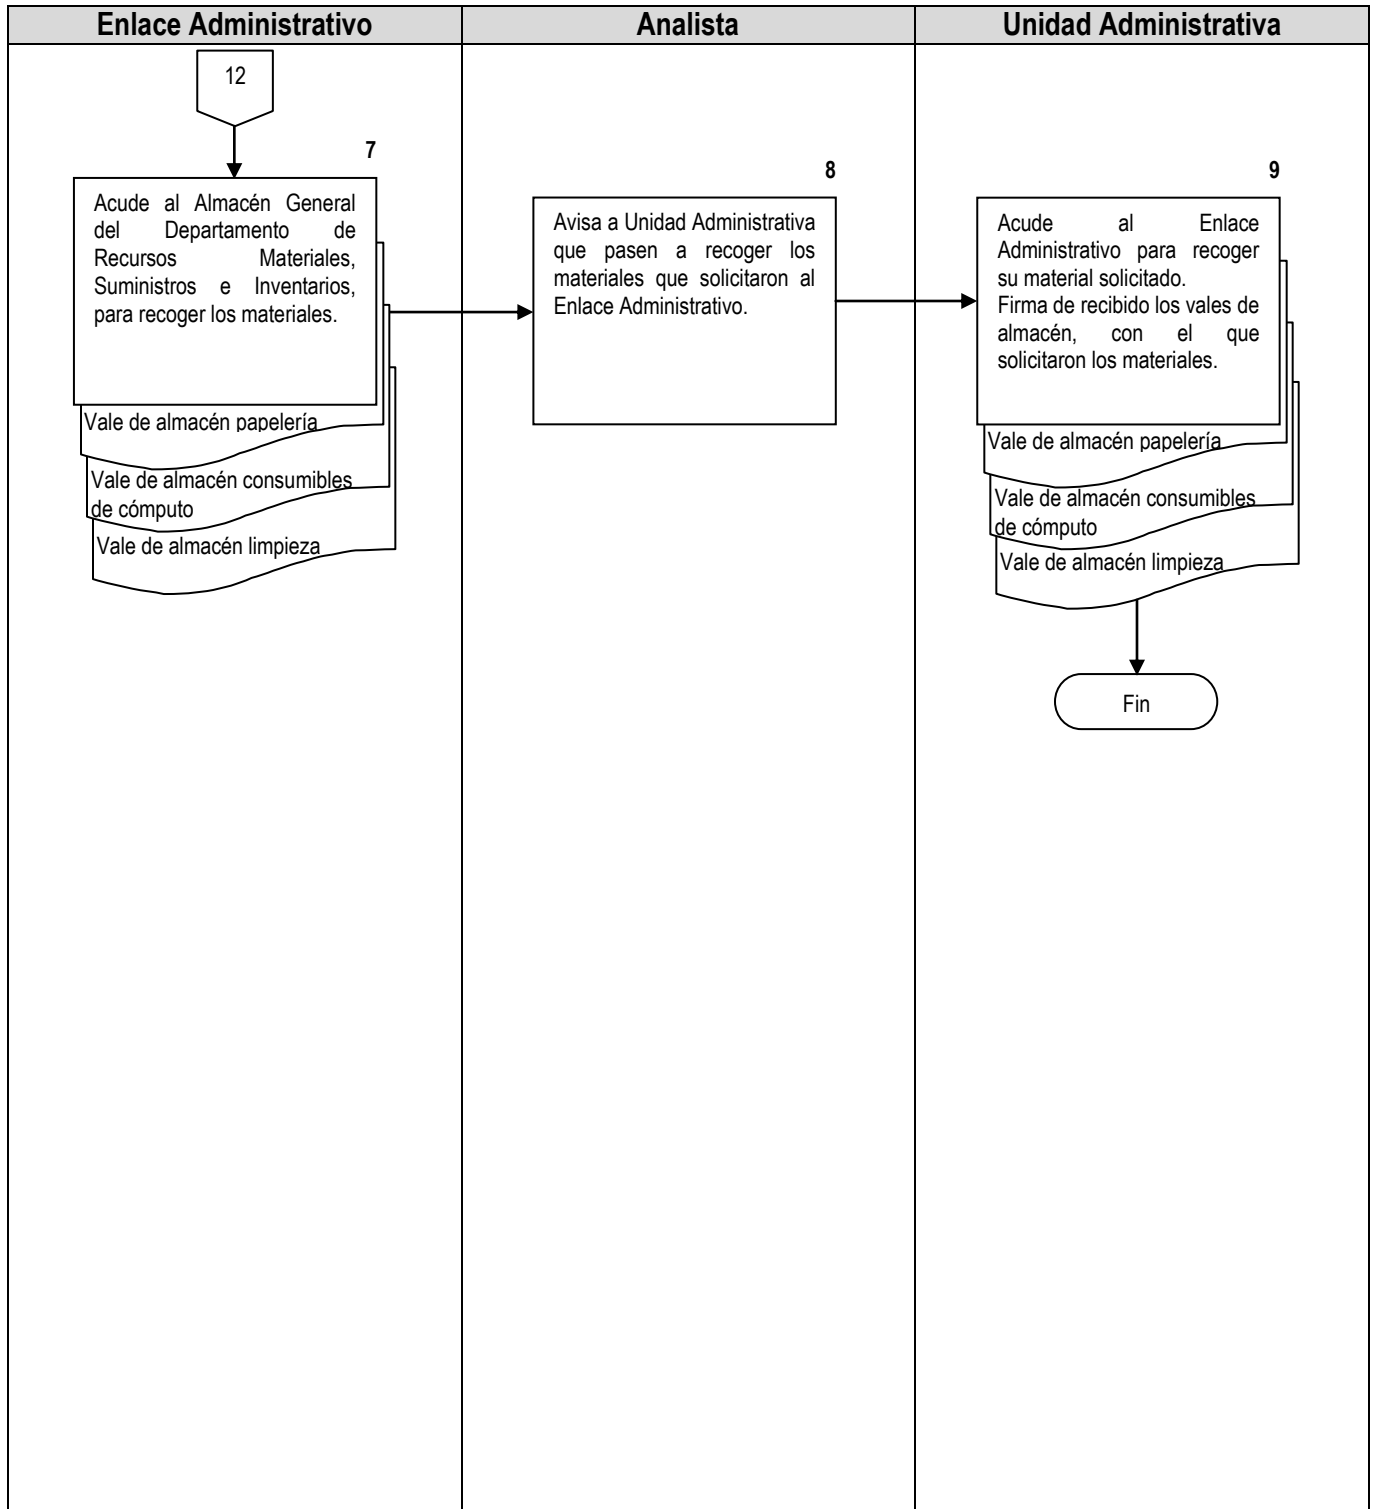 Enlace Administrativo
Analista
Unidad Administrativa
12
7
Acude al Almacén General
del Departamento de
Recursos Materiales,
Suministros e Inventarios,
para recoger los materiales.
Vale de almacén papelería
Vale de almacén consumibles
de cómputo
Vale de almacén limpieza
8
Avisa a Unidad Administrativa
que pasen a recoger los
materiales que solicitaron al
Enlace Administrativo.
9
Acude al Enlace
Administrativo para recoger
su material solicitado.
Firma de recibido los vales de
almacén, con el que
solicitaron los materiales.
Vale de almacén papelería
Vale de almacén consumibles
de cómputo
Vale de almacén limpieza
Fin